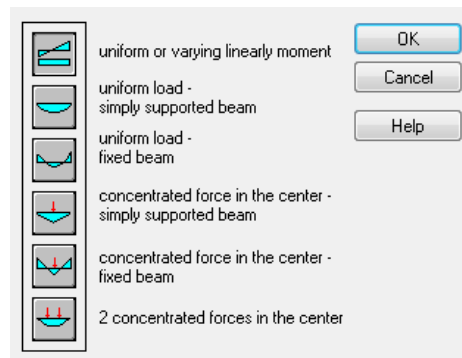 uniform or varying linearly moment
uniform load -
simply supported beam
uniform load -
fixed beam
concentrated force in the center -
simply supported beam
concentrated force in the center -
fixed beam
2 concentrated forces in the center
OK
Cancel
Help